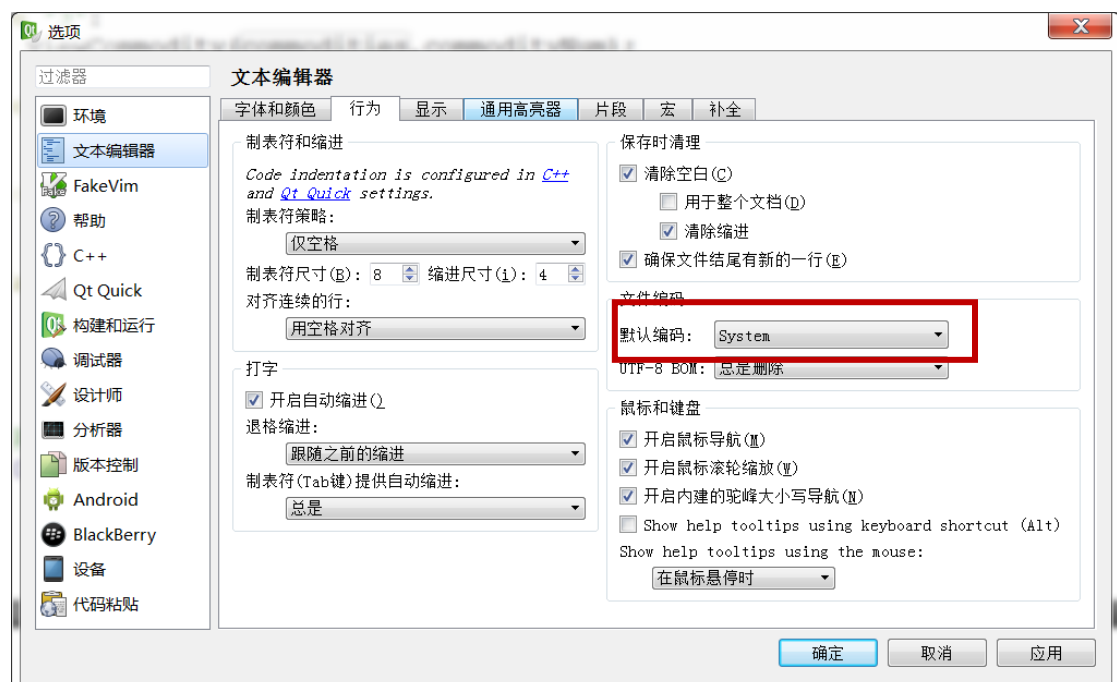 选项
过滤器
环境
文本编辑器
FakeVim
帮助
C++
Qt Quick
构建和运行
调试器
设计师
分析器
版本控制
Android
BlackBerry
设备
代码粘贴
文本编辑器
字体和颜色 行为 显示 通用高亮器 片段 宏 补全
制表符和缩进
Code indentation is configured in C++
and Qt Quick settings.
制表符策略:
仅空格
制表符尺寸(B): 8 缩进尺寸(i): 4
对齐连续的行:
用空格对齐
打字
开启自动缩进()
退格缩进:
跟随之前的缩进
制表符(Tab键)提供自动缩进:
总是
保存时清理
清除空白(C)
用于整个文档(D)
清除缩进
确保文件结尾有新的一行(E)
文件编码
默认编码: System
UTF-8 BOM: 总是删除
鼠标和键盘
开启鼠标导航(M)
开启鼠标滚轮缩放(W)
开启内建的驼峰大小写导航(N)
Show help tooltips using keyboard shortcut (Alt)
Show help tooltips using the mouse:
在鼠标悬停时
确定 取消 应用